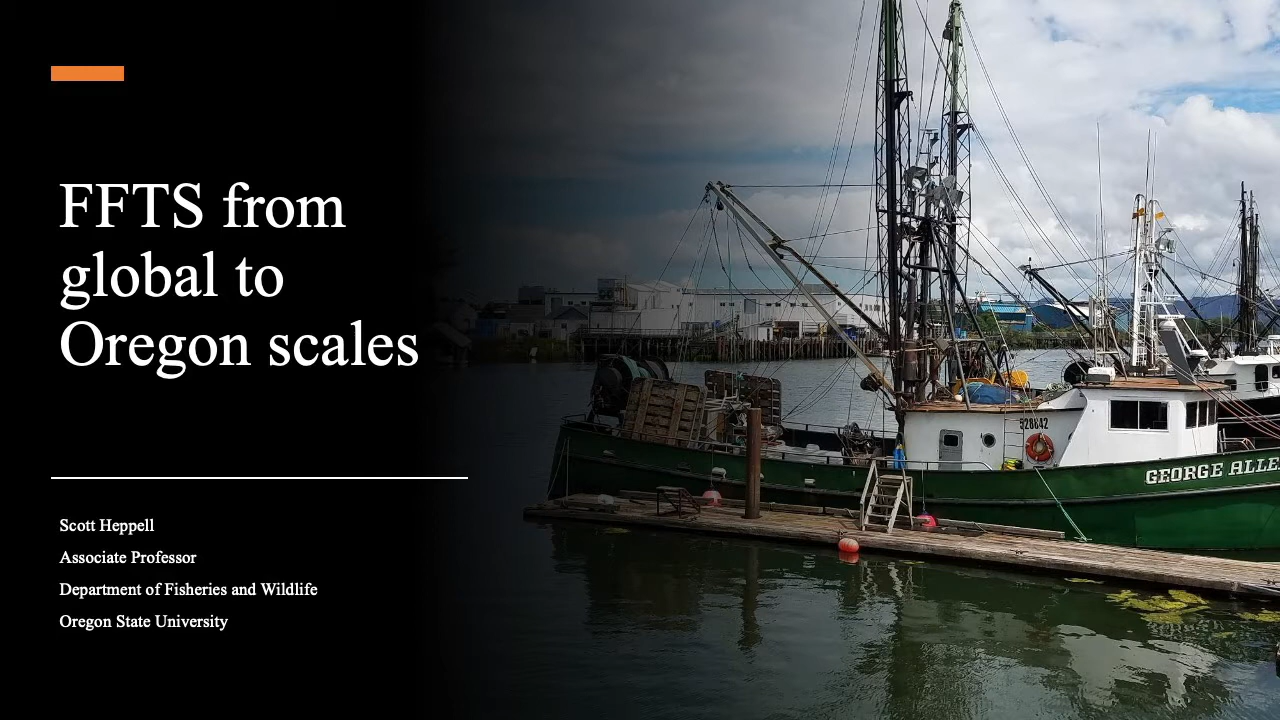 FFTS from
global to
Oregon scales
Scott Heppell
Associate Professor
Department of Fisheries and Wildlife
Oregon State University
528642
GEORGE ALLE